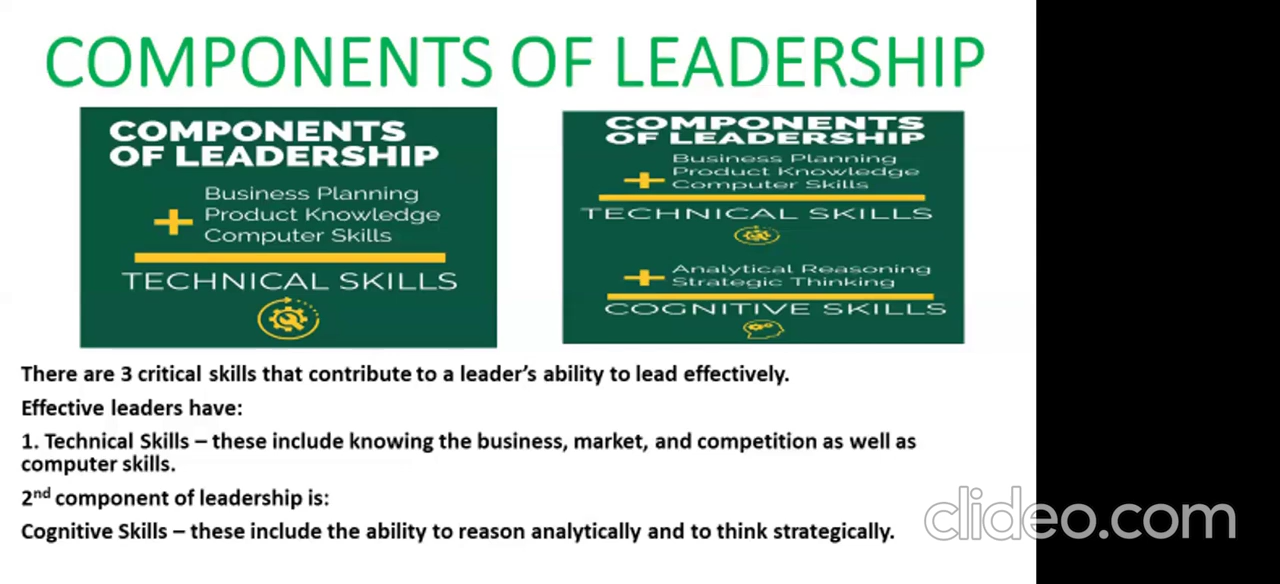 COMPONENTS OF LEADERSHIP
COMPONENTS
OF LEADERSHIP
Business Planning
+ Product Knowledge
Computer Skills
TECHNICAL SKILLS
COMPONENTS
OF LEADERSHIP
Business Planning
+ Product Knowledge
Computer Skills
TECHNICAL SKILLS
+ Analytical Reasoning
Strategic Thinking
COGNITIVE SKILLS
There are 3 critical skills that contribute to a leader's ability to lead effectively.
Effective leaders have:
1. Technical Skills – these include knowing the business, market, and competition as well as
computer skills.
2nd component of leadership is:
Cognitive Skills – these include the ability to reason analytically and to think strategically.
clideo.com